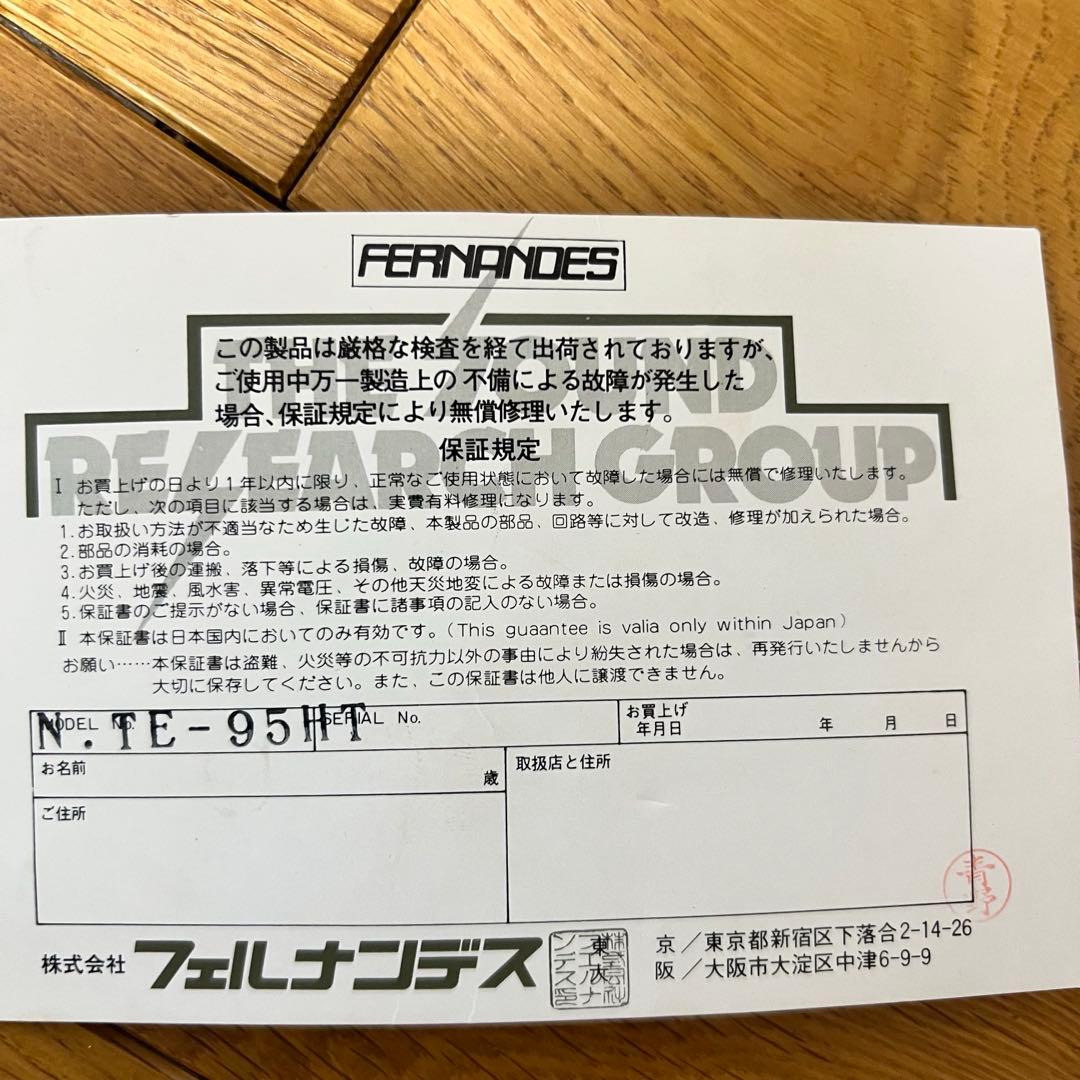 FERNANDES
THE SOUND
RESEARCH GROUP
この製品は厳格な検査を経て出荷されておりますが、
ご使用中万一製造上の不備による故障が発生した
場合、保証規定により無償修理いたします。
保証規定
I お買上げの日より1年以内に限り、正常なご使用状態において故障した場合には無償で修理いたします。
ただし、次の項目に該当する場合は、実費有料修理になります。
1.お取扱い方法が不適当なため生じた故障、本製品の部品、回路等に対して改造、修理が加えられた場合。
2.部品の消耗の場合。
3.お買上げ後の運搬、落下等による損傷、故障の場合。
4.火災、地震、風水害、異常電圧、その他天災地変による故障または損傷の場合。
5.保証書のご提示がない場合、保証書に諸事項の記入のない場合。
II 本保証書は日本国内においてのみ有効です。(This guaantee is valia only within Japan)
お願い……本保証書は盗難、火災等の不可抗力以外の事由により紛失された場合は、再発行いたしませんから
大切に保存してください。また、この保証書は他人に譲渡できません。
MODEL No. N.TE-95HT SERIAL No. お買上げ年月日 年 月 日
お名前 歳 取扱店と住所
ご住所
株式会社 フェルナンデス 東京／東京都新宿区下落合2-14-26
大阪／大阪市大淀区中津6-9-9